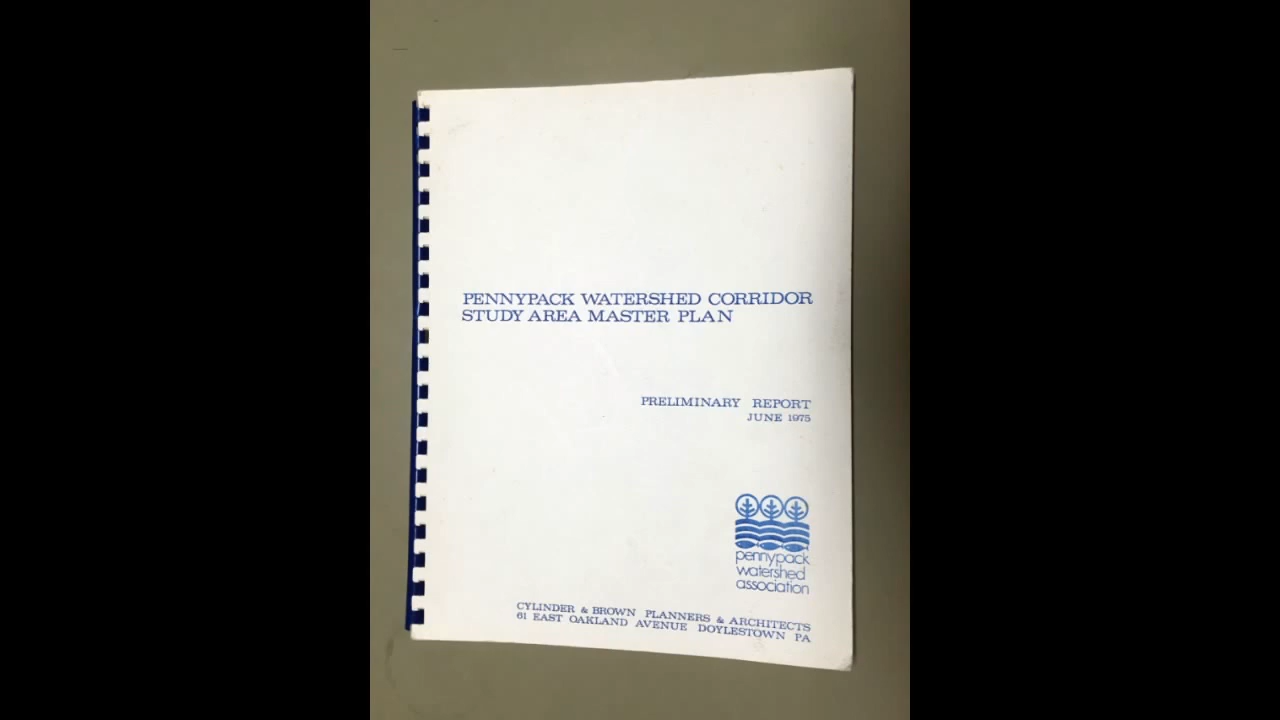 PENNYPACK WATERSHED CORRIDOR
STUDY AREA MASTER PLAN
PRELIMINARY REPORT
JUNE 1975
pennypack
watershed
association
CYLINDER & BROWN PLANNERS & ARCHITECTS
61 EAST OAKLAND AVENUE DOYLESTOWN PA